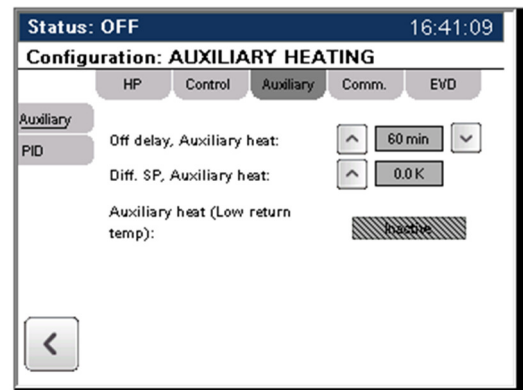 Status: OFF 16:41:09
Configuration: AUXILIARY HEATING
HP Control Auxiliary Comm. EVD
Auxiliary
PID
Off delay, Auxiliary heat: 60 min
Diff. SP, Auxiliary heat: 0.0 K
Auxiliary heat (Low return
temp): Inactive